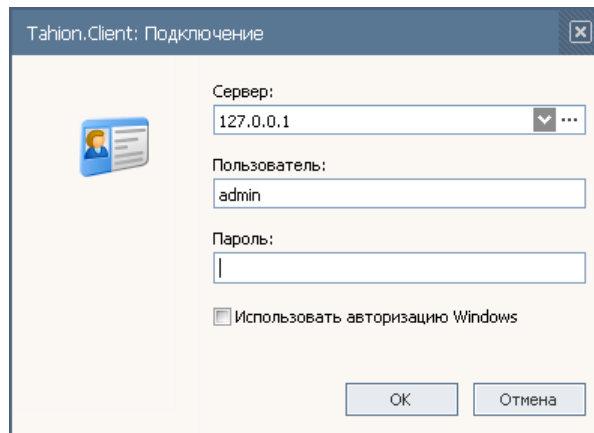 Tahion.Client: Подключение
Сервер:
127.0.0.1
Пользователь:
admin
Пароль:
Использовать авторизацию Windows
OK
Отмена